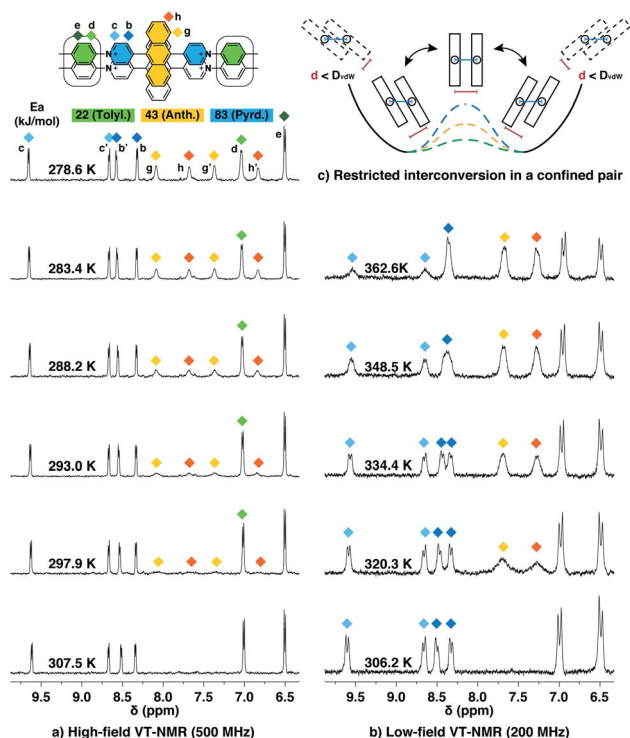 h
e d c b g
N + + N
N + + N
Ea
(kJ/mol)
22 (Tolyl.) 43 (Anth.) 83 (Pyrd.)
d < DvdW d < DvdW
c) Restricted interconversion in a confined pair
c c' b' b g h g' d h' e
278.6 K
283.4 K
288.2 K
293.0 K
297.9 K
307.5 K
9.5 9.0 8.5 8.0 7.5 7.0 6.5
δ (ppm)
a) High-field VT-NMR (500 MHz)
362.6K
348.5 K
334.4 K
320.3 K
306.2 K
9.5 9.0 8.5 8.0 7.5 7.0 6.5
δ (ppm)
b) Low-field VT-NMR (200 MHz)